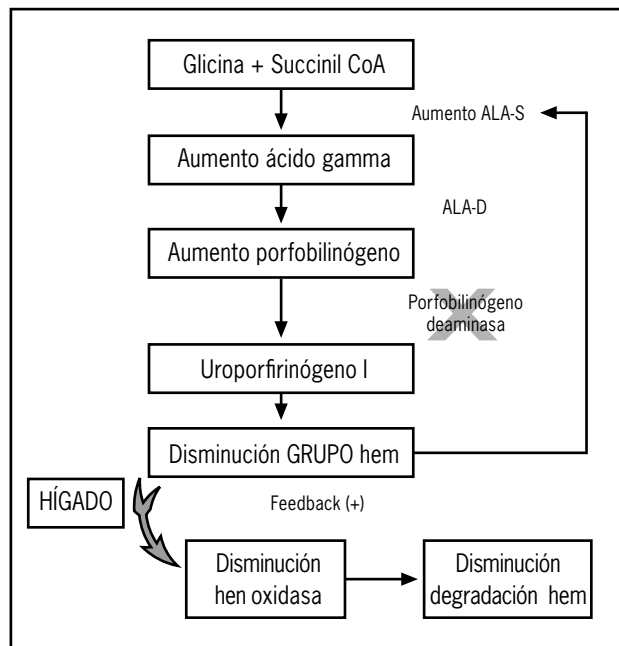 Glicina + Succinil CoA
Aumento ALA-S
Aumento ácido gamma
ALA-D
Aumento porfobilinógeno
Porfobilinógeno
deaminasa
Uroporfirinógeno I
Disminución GRUPO hem
HÍGADO
Feedback (+)
Disminución
hen oxidasa
Disminución
degradación hem